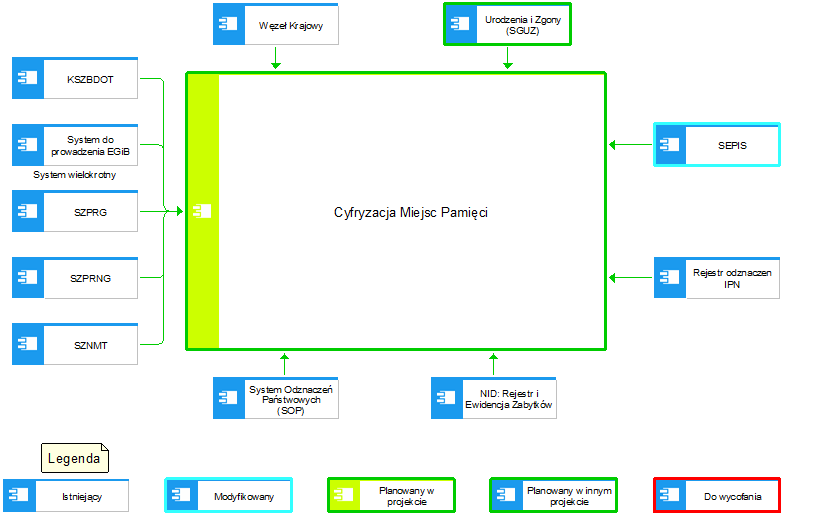 Węzeł Krajowy
Urodzenia i Zgony
(SGUZ)
KSZBDOT
System do
prowadzenia EGiB
System wielokrotny
SZPRG
SZPRNG
SZNMT
Cyfryzacja Miejsc Pamięci
SEPIS
Rejestr odznaczen
IPN
System Odznaczeń
Państwowych
(SOP)
NID: Rejestr i
Ewidencja Zabytków
Legenda
Istniejący
Modyfikowany
Planowany w
projekcie
Planowany w innym
projekcie
Do wycofania